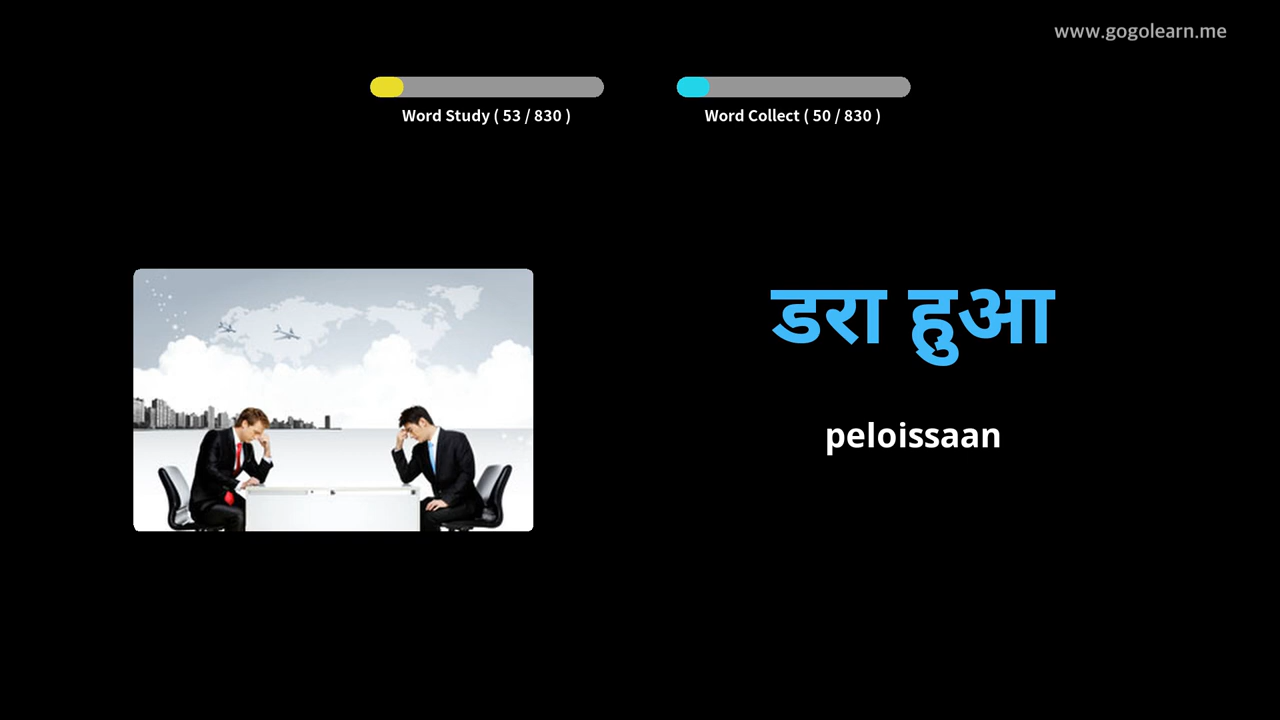 www.gogolearn.me
Word Study ( 53 / 830 )
Word Collect ( 50 / 830 )
डरा हुआ
peloissaan